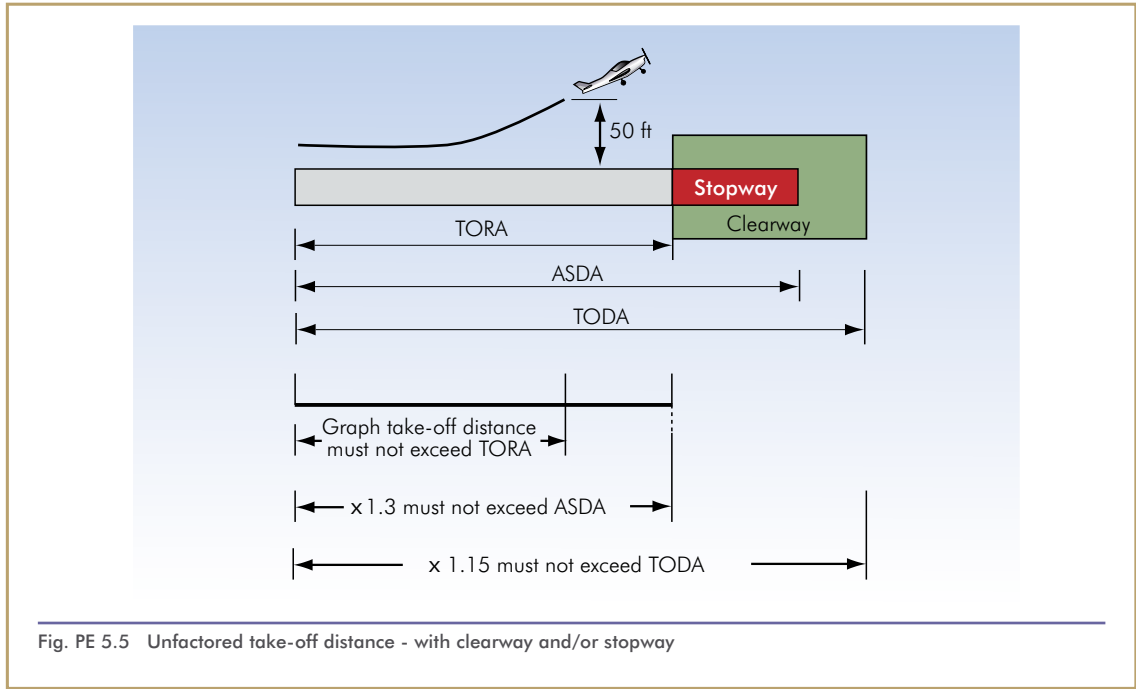 50 ft
Stopway
Clearway
TORA
ASDA
TODA
Graph take-off distance
must not exceed TORA
x 1.3 must not exceed ASDA
x 1.15 must not exceed TODA
Fig. PE 5.5 Unfactored take-off distance - with clearway and/or stopway